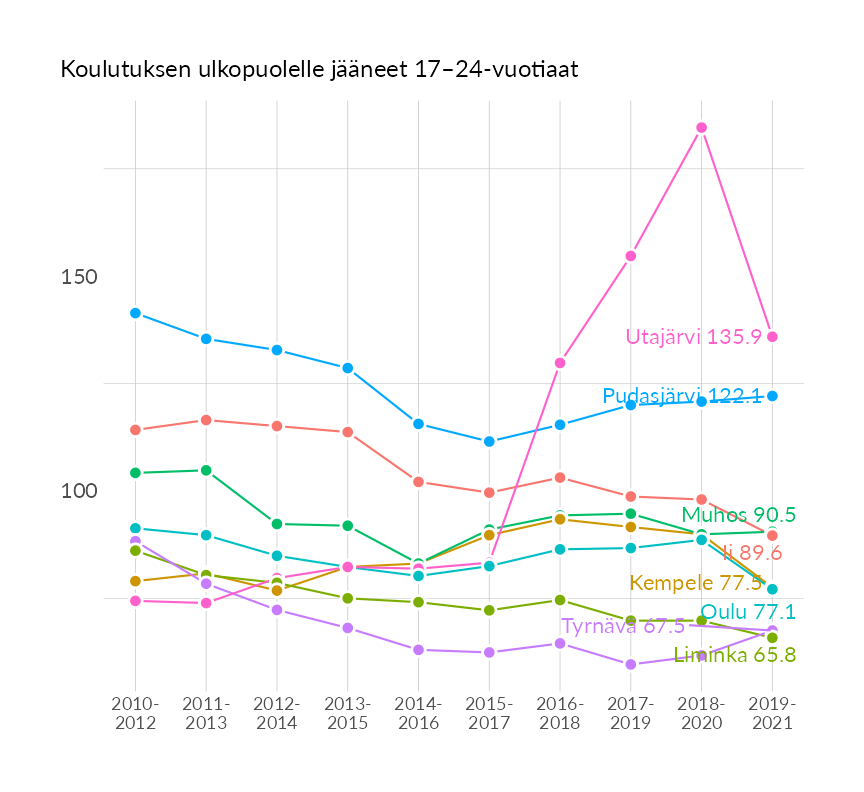 Koulutuksen ulkopuolelle jääneet 17–24-vuotiaat
150
Utajärvi 135.9
Pudasjärvi 122.1
100
Muhos 90.5
Ii 89.6
Kempele 77.5
Oulu 77.1
Tyrnävä 67.5
Liminka 65.8
2010- 2011- 2012- 2013- 2014- 2015- 2016- 2017- 2018- 2019-
2012 2013 2014 2015 2016 2017 2018 2019 2020 2021